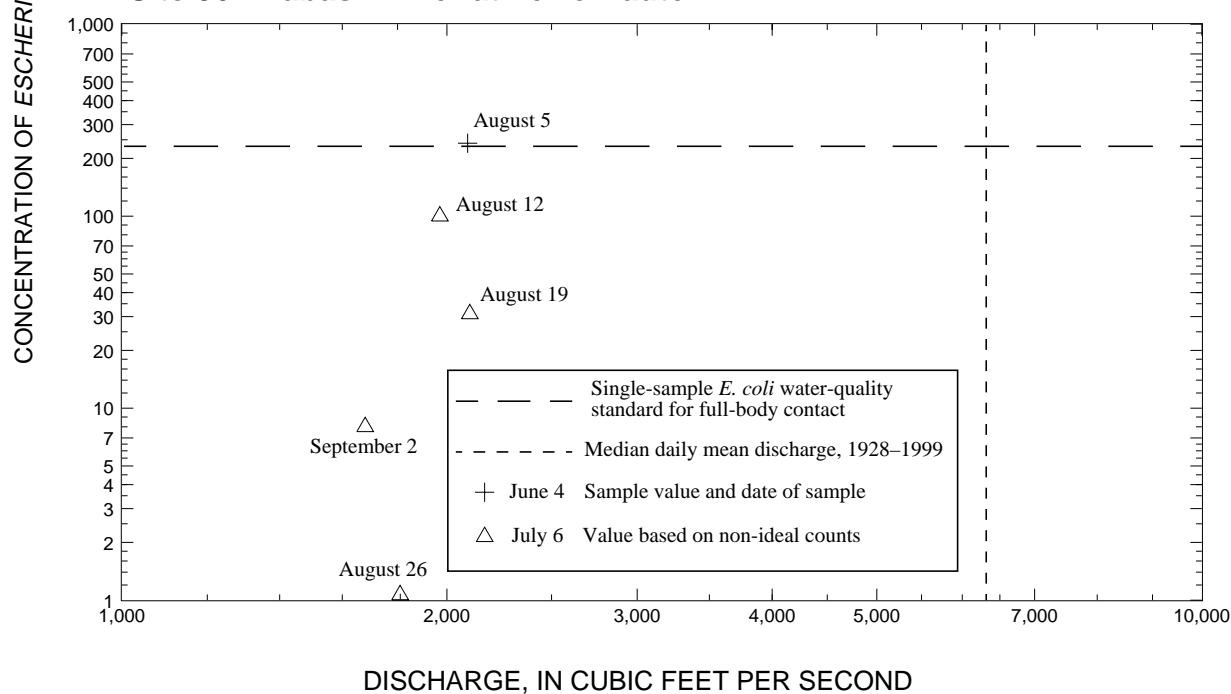 CONCENTRATION OF ESCHERI
1,000
700
500
400
300
200
100
70
50
40
30
20
10
7
5
4
3
2
1
August 5
August 12
August 19
September 2
August 26
Single-sample E. coli water-quality
standard for full-body contact
Median daily mean discharge, 1928–1999
June 4 Sample value and date of sample
July 6 Value based on non-ideal counts
1,000 2,000 3,000 4,000 5,000 7,000 10,000
DISCHARGE, IN CUBIC FEET PER SECOND